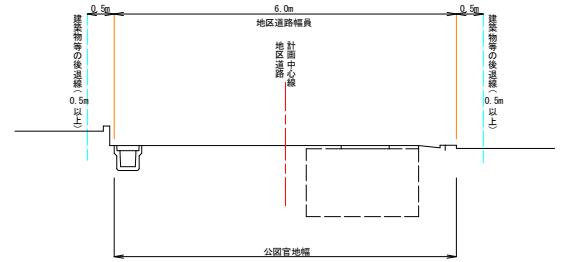 0.5m
6.0m
0.5m
地区道路幅員
建築物等の後退線(0.5m以上)
計画中心線
地区道路
建築物等の後退線(0.5m以上)
公図官地幅